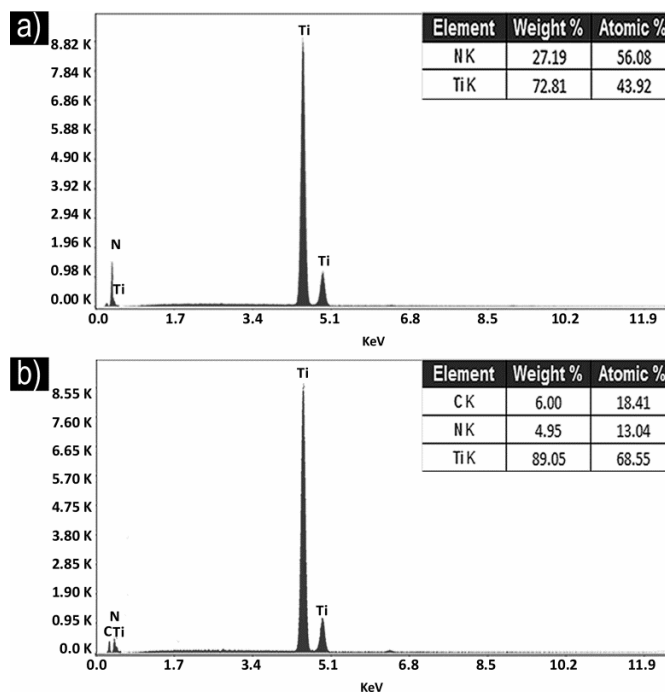 a)
Ti
Element Weight % Atomic %
N K 27.19 56.08
Ti K 72.81 43.92
8.82 K
7.84 K
6.86 K
5.88 K
4.90 K
3.92 K
2.94 K
1.96 K
0.98 K
0.00 K
N
Ti
Ti
0.0 1.7 3.4 5.1 6.8 8.5 10.2 11.9
KeV
b)
Ti
Element Weight % Atomic %
C K 6.00 18.41
N K 4.95 13.04
Ti K 89.05 68.55
8.55 K
7.60 K
6.65 K
5.70 K
4.75 K
3.80 K
2.85 K
1.90 K
0.95 K
0.0 K
N
C Ti
Ti
0.0 1.7 3.4 5.1 6.8 8.5 10.2 11.9
KeV